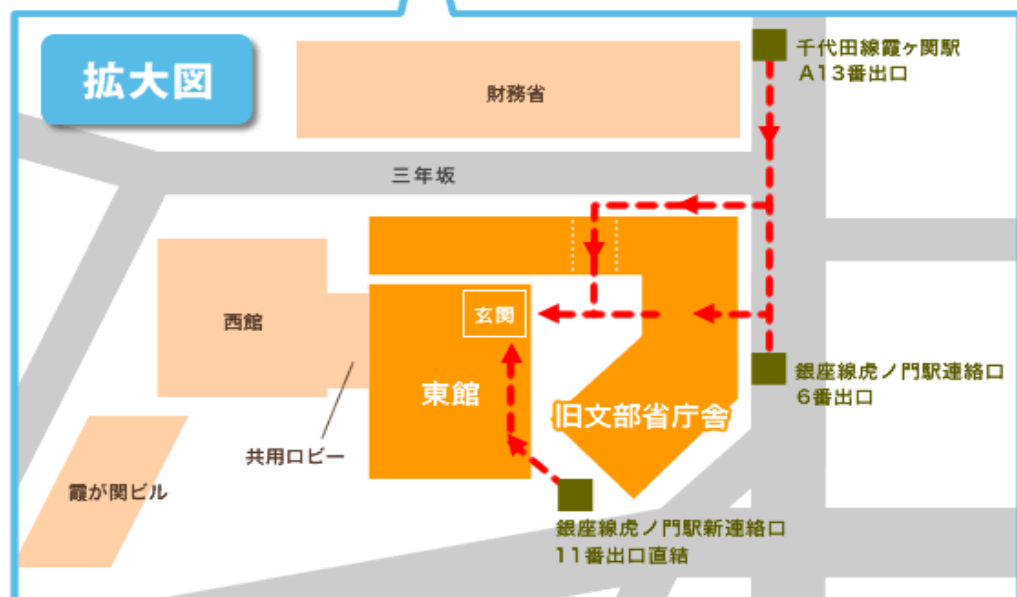 拡大図
千代田線霞ヶ関駅
A13番出口
財務省
三年坂
西館
玄関
東館
旧文部省庁舎
銀座線虎ノ門駅連絡口
6番出口
共用ロビー
霞が関ビル
銀座線虎ノ門駅新連絡口
11番出口直結